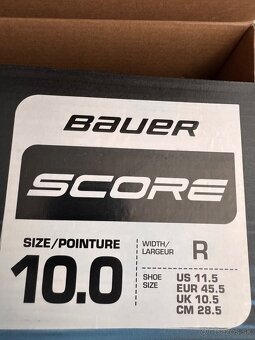 BAUER
SCORE
SIZE/POINTURE
10.0
WIDTH/
LARGEUR
R
SHOE
SIZE
US 11.5
EUR 45.5
UK 10.5
CM 28.5